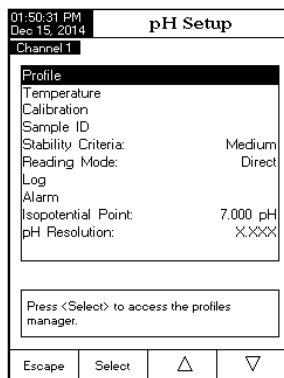 01:50:31 PM
Dec 15, 2014
pH Setup
Channel 1
Profile
Temperature
Calibration
Sample ID
Stability Criteria: Medium
Reading Mode: Direct
Log
Alarm
Isopotential Point: 7.000 pH
pH Resolution: X.XXX
Press <Select> to access the profiles
manager.
Escape Select △ ▽